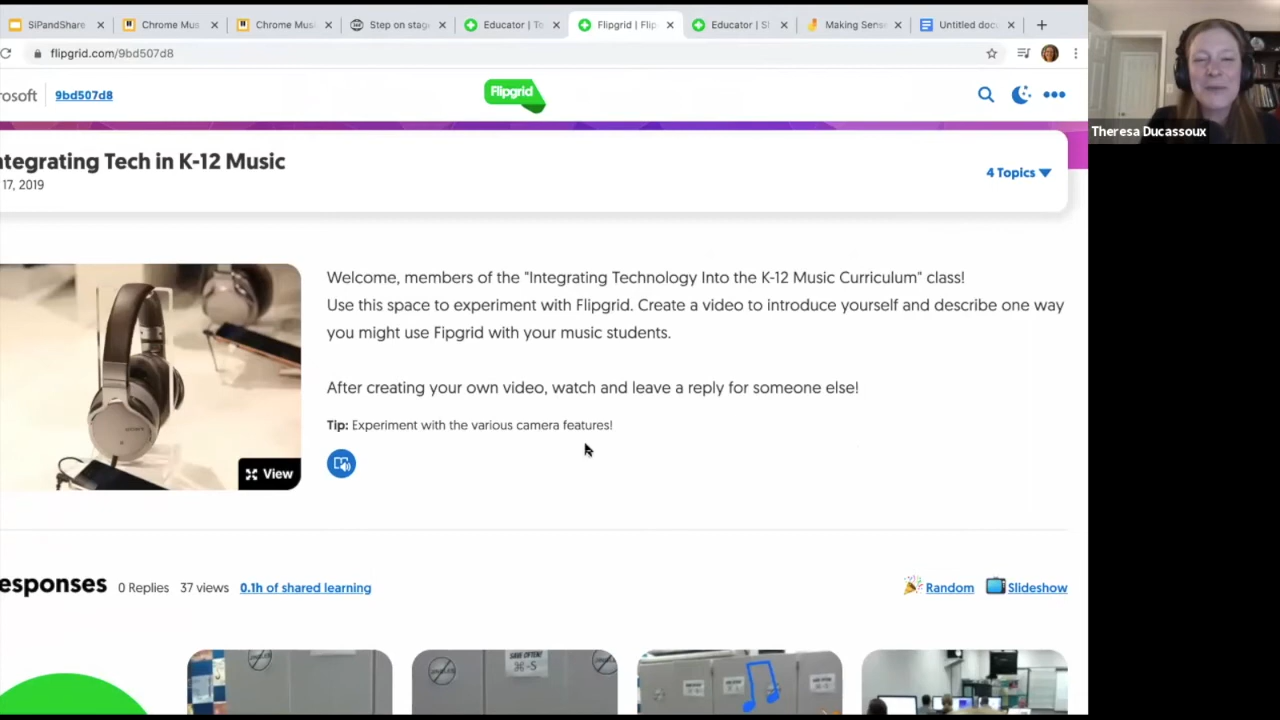 SiPandShare
Chrome Mus
Chrome Mus
Step on stag
Educator | To
Flipgrid | Flip
Educator | Sl
Making Sens
Untitled doc
flipgrid.com/9bd507d8
rosoft
9bd507d8
Flipgrid
Theresa Ducassoux
ntegrating Tech in K-12 Music
17, 2019
4 Topics
Welcome, members of the "Integrating Technology Into the K-12 Music Curriculum" class!
Use this space to experiment with Flipgrid. Create a video to introduce yourself and describe one way
you might use Fipgrid with your music students.
After creating your own video, watch and leave a reply for someone else!
Tip: Experiment with the various camera features!
SONY
View
esponses
0 Replies
37 views
0.1h of shared learning
Random
Slideshow
SAVE OFTEN!
⌘-S